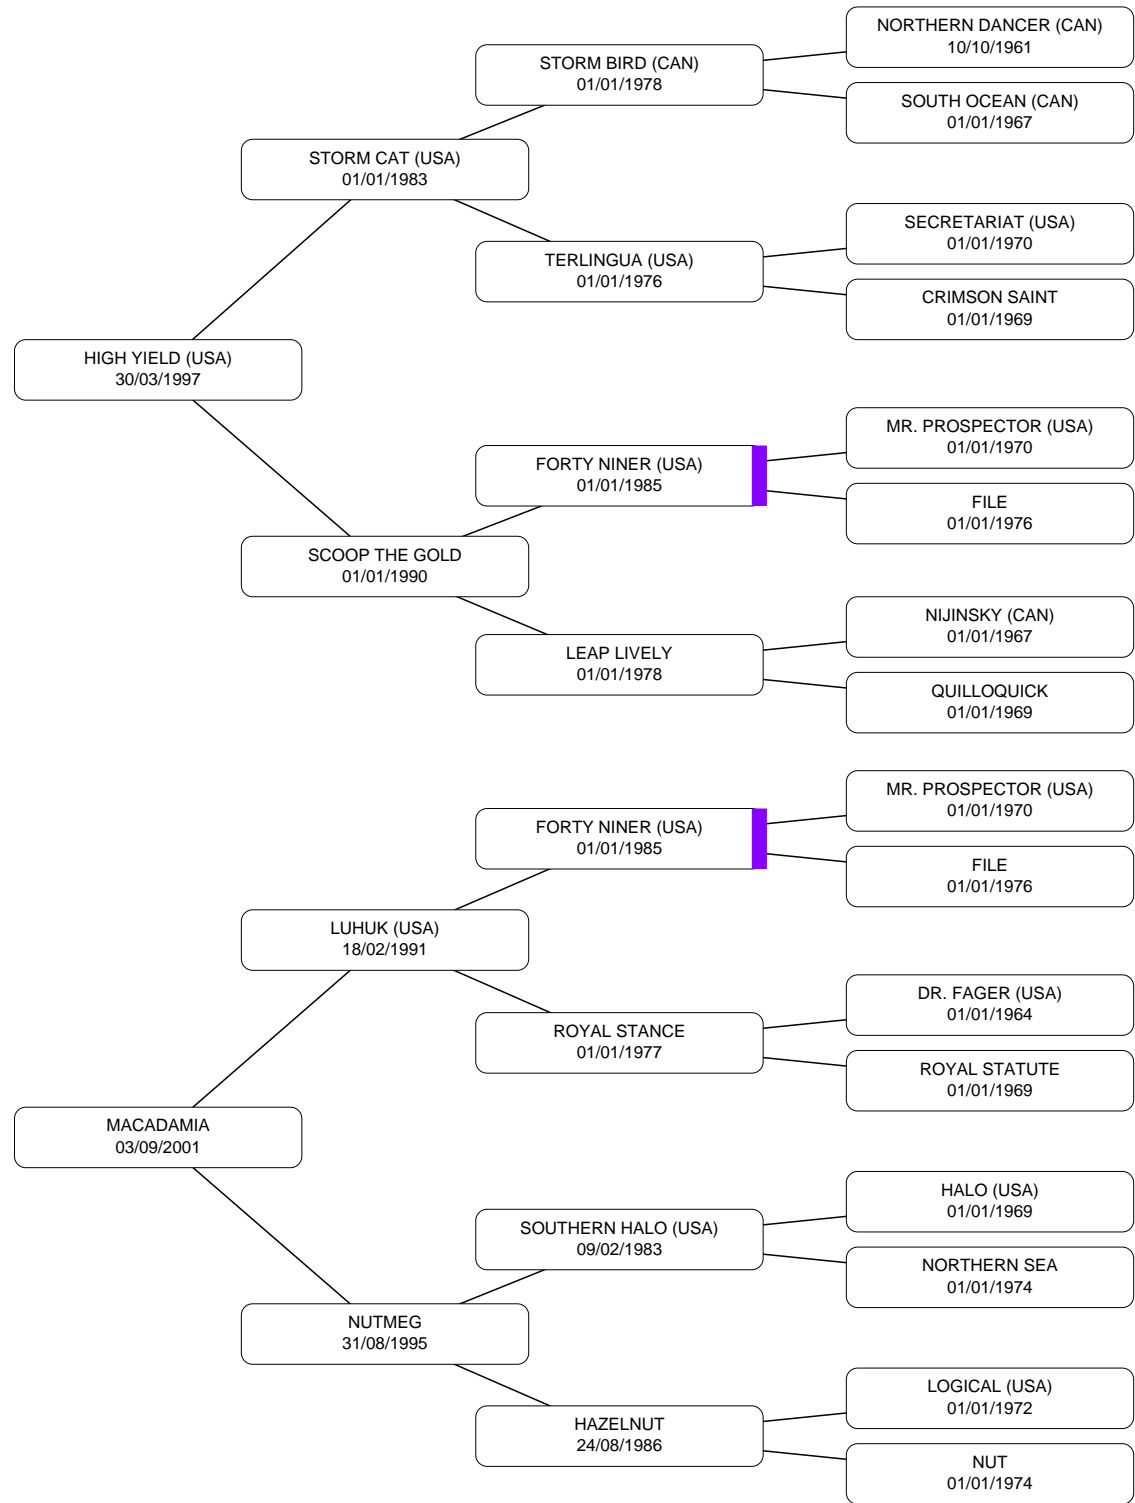 NORTHERN DANCER (CAN)
10/10/1961
STORM BIRD (CAN)
01/01/1978
SOUTH OCEAN (CAN)
01/01/1967
STORM CAT (USA)
01/01/1983
SECRETARIAT (USA)
01/01/1970
TERLINGUA (USA)
01/01/1976
CRIMSON SAINT
01/01/1969
HIGH YIELD (USA)
30/03/1997
MR. PROSPECTOR (USA)
01/01/1970
FORTY NINER (USA)
01/01/1985
FILE
01/01/1976
SCOOP THE GOLD
01/01/1990
NIJINSKY (CAN)
01/01/1967
LEAP LIVELY
01/01/1978
QUILLOQUICK
01/01/1969
MR. PROSPECTOR (USA)
01/01/1970
FORTY NINER (USA)
01/01/1985
FILE
01/01/1976
LUHUK (USA)
18/02/1991
DR. FAGER (USA)
01/01/1964
ROYAL STANCE
01/01/1977
ROYAL STATUTE
01/01/1969
MACADAMIA
03/09/2001
HALO (USA)
01/01/1969
SOUTHERN HALO (USA)
09/02/1983
NORTHERN SEA
01/01/1974
NUTMEG
31/08/1995
LOGICAL (USA)
01/01/1972
HAZELNUT
24/08/1986
NUT
01/01/1974